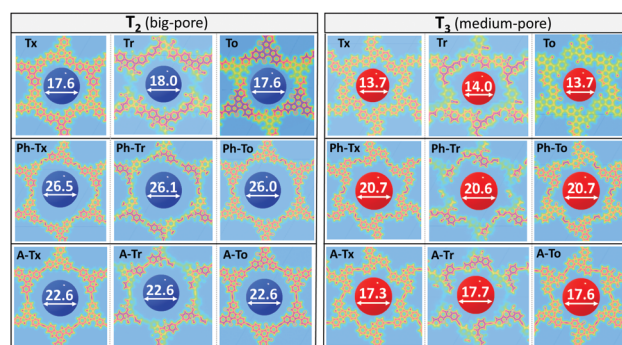 T₂ (big-pore) T₃ (medium-pore)
Tx Tr To Tx Tr To
17.6 18.0 17.6 13.7 14.0 13.7
Ph-Tx Ph-Tr Ph-To Ph-Tx Ph-Tr Ph-To
26.5 26.1 26.0 20.7 20.6 20.7
A-Tx A-Tr A-To A-Tx A-Tr A-To
22.6 22.6 22.6 17.3 17.7 17.6